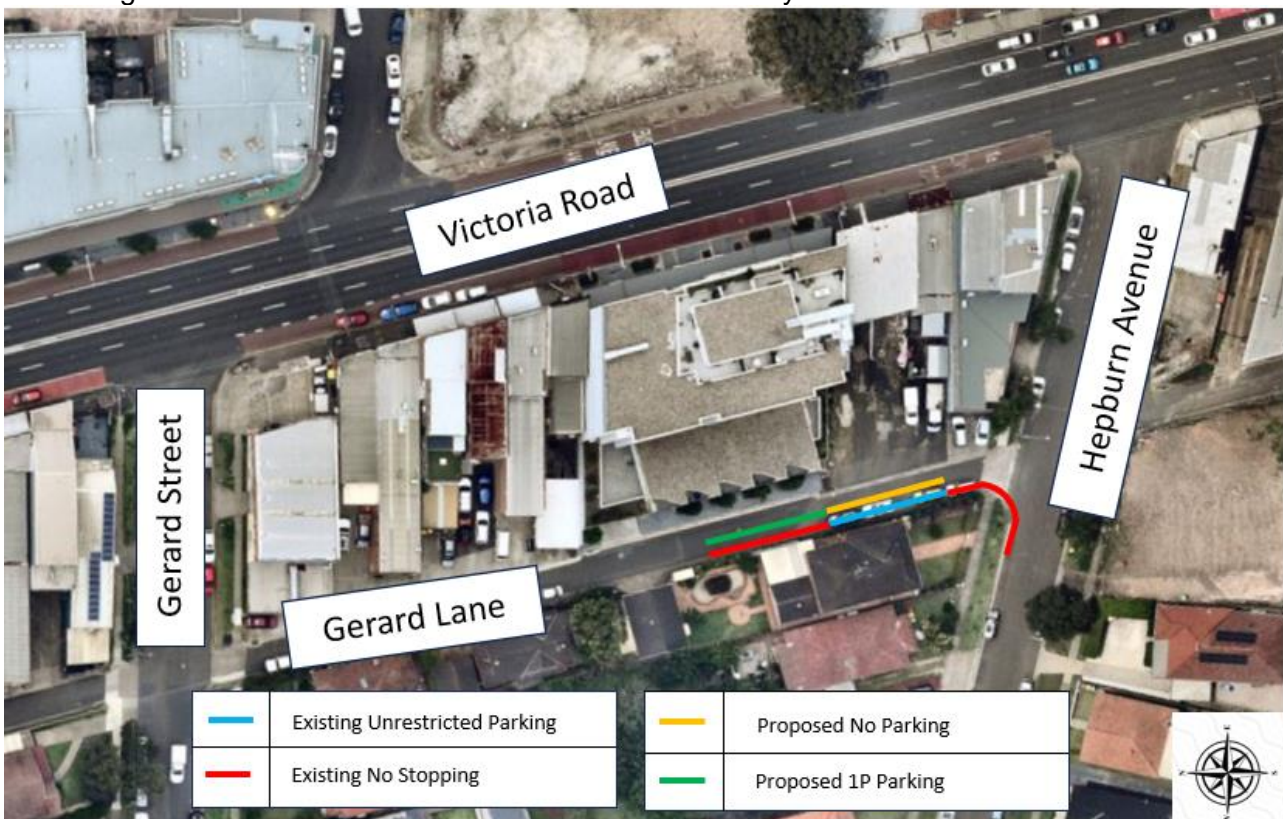 Victoria Road
Hepburn Avenue
Gerard Street
Gerard Lane
Existing Unrestricted Parking
Existing No Stopping
Proposed No Parking
Proposed 1P Parking